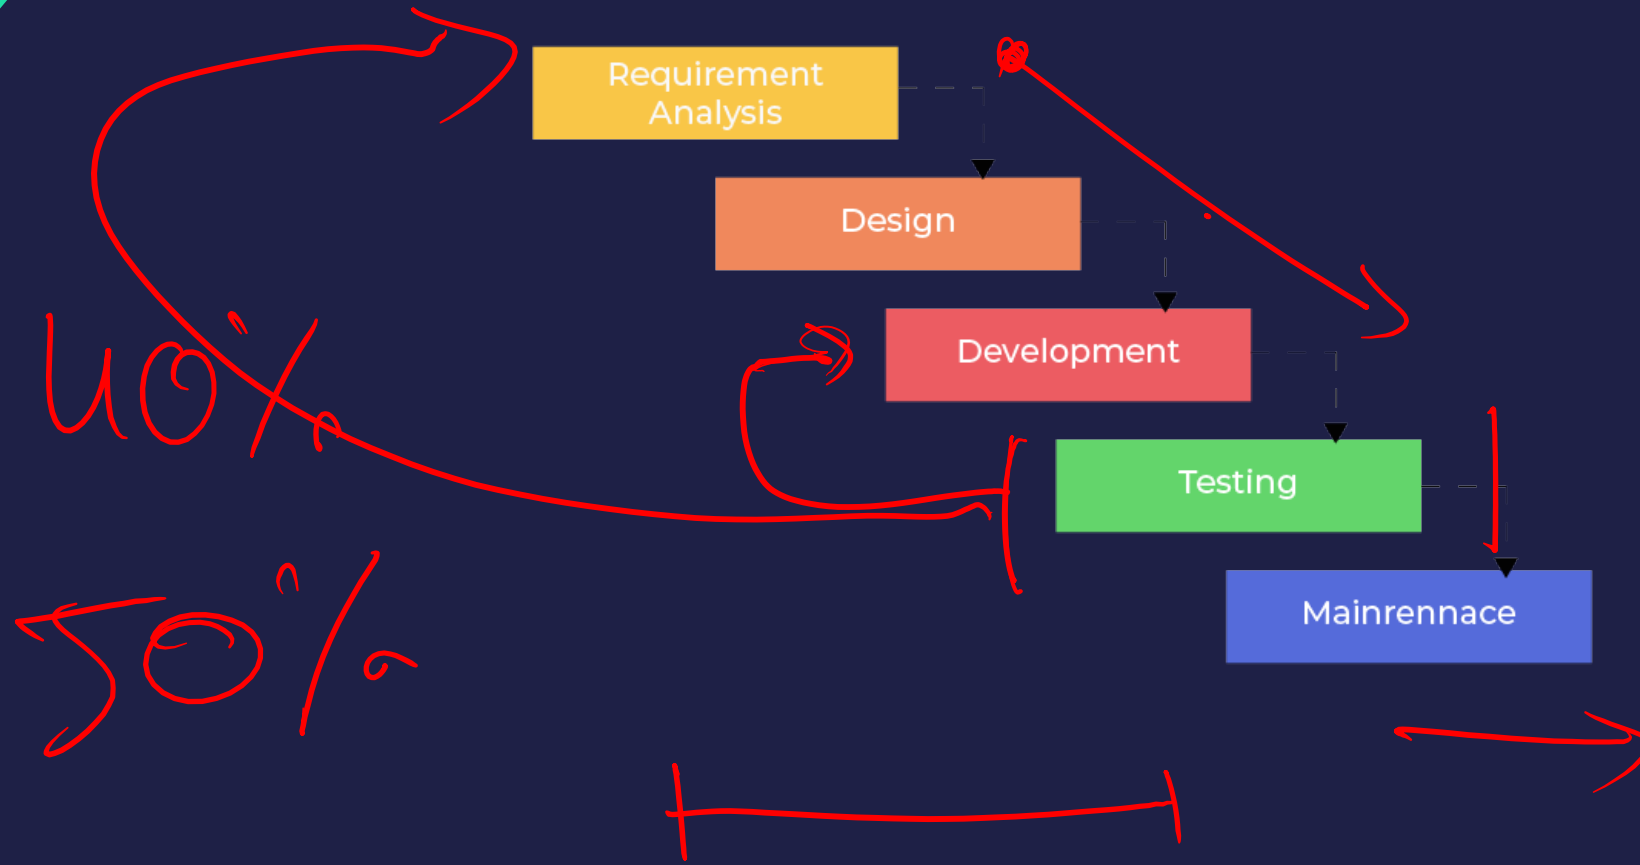 Requirement
Analysis
Design
Development
40%
Testing
50%
Mainrennace